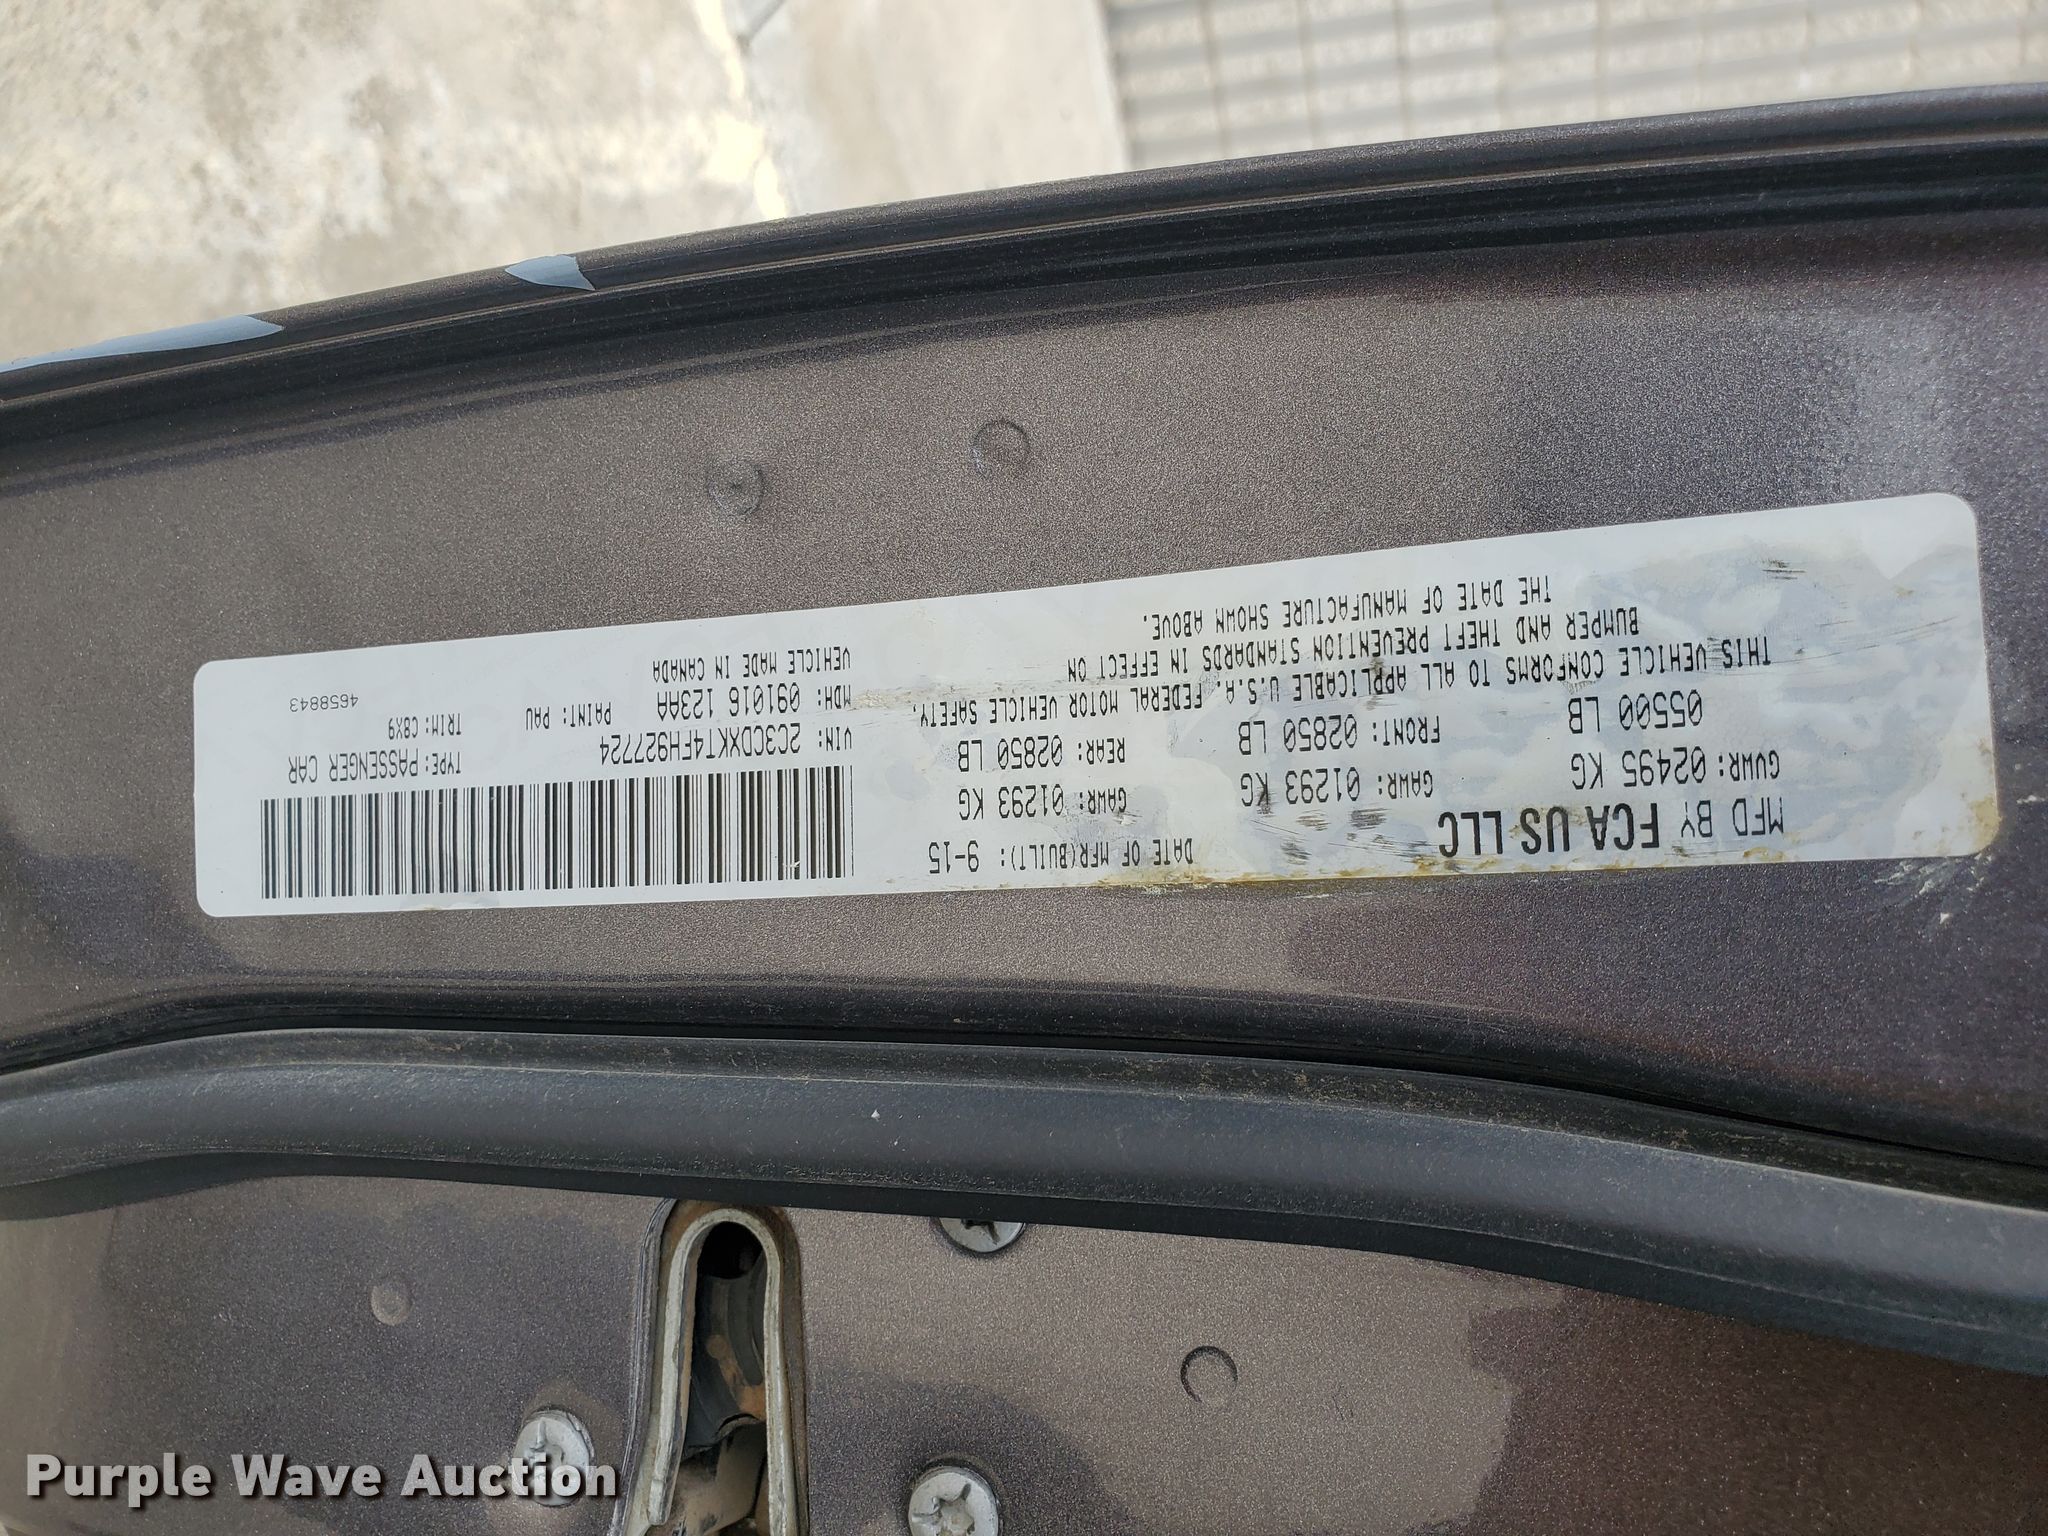 MFD BY FCA US LLC
DATE OF MFR(BUILT): 9-15
GVWR: 02495 KG
05500 LB
GAWR: 01293 KG
FRONT: 02850 LB
GAWR: 01293 KG
REAR: 02850 LB
THIS VEHICLE CONFORMS TO ALL APPLICABLE U.S.A. FEDERAL MOTOR VEHICLE SAFETY,
BUMPER AND THEFT PREVENTION STANDARDS IN EFFECT ON
THE DATE OF MANUFACTURE SHOWN ABOVE.
VIN: 2C3CDXKT4FH927724
TYPE: PASSENGER CAR
MDH: 091016 123AA
PAINT: PAU
TRIM: C8X9
VEHICLE MADE IN CANADA
4658843
Purple Wave Auction